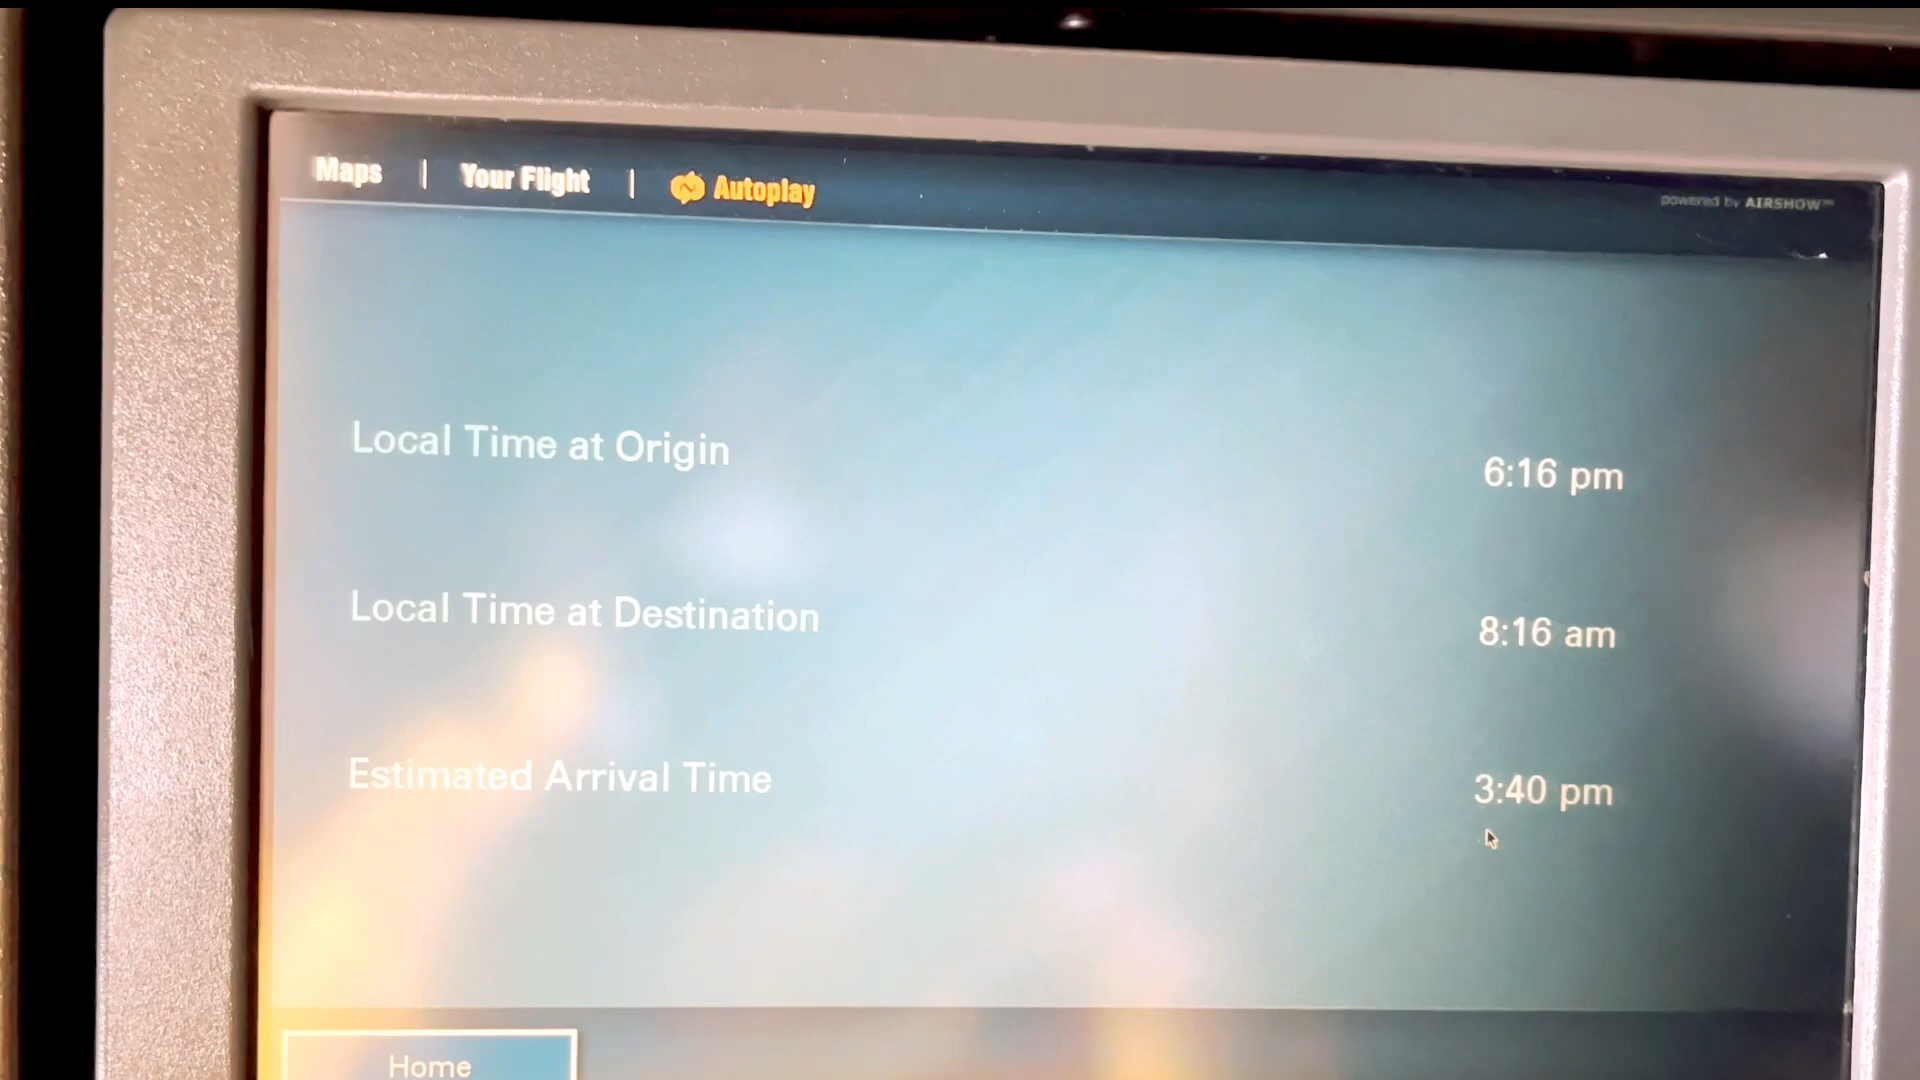 Maps | Your Flight | Autoplay powered by AIRSHOW™
Local Time at Origin 6:16 pm
Local Time at Destination 8:16 am
Estimated Arrival Time 3:40 pm
Home